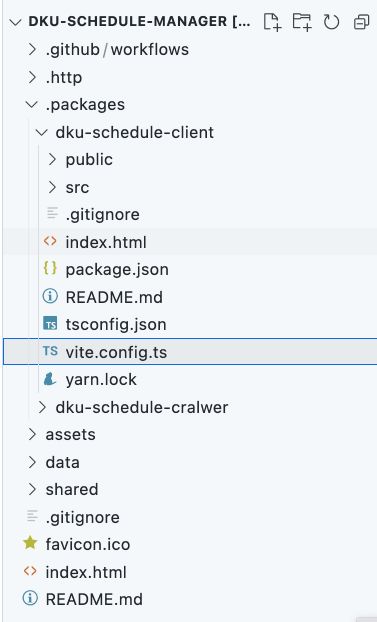 DKU-SCHEDULE-MANAGER [...
.github/workflows
.http
.packages
dku-schedule-client
public
src
.gitignore
index.html
{} package.json
README.md
TS tsconfig.json
TS vite.config.ts
yarn.lock
dku-schedule-cralwer
assets
data
shared
.gitignore
favicon.ico
index.html
README.md